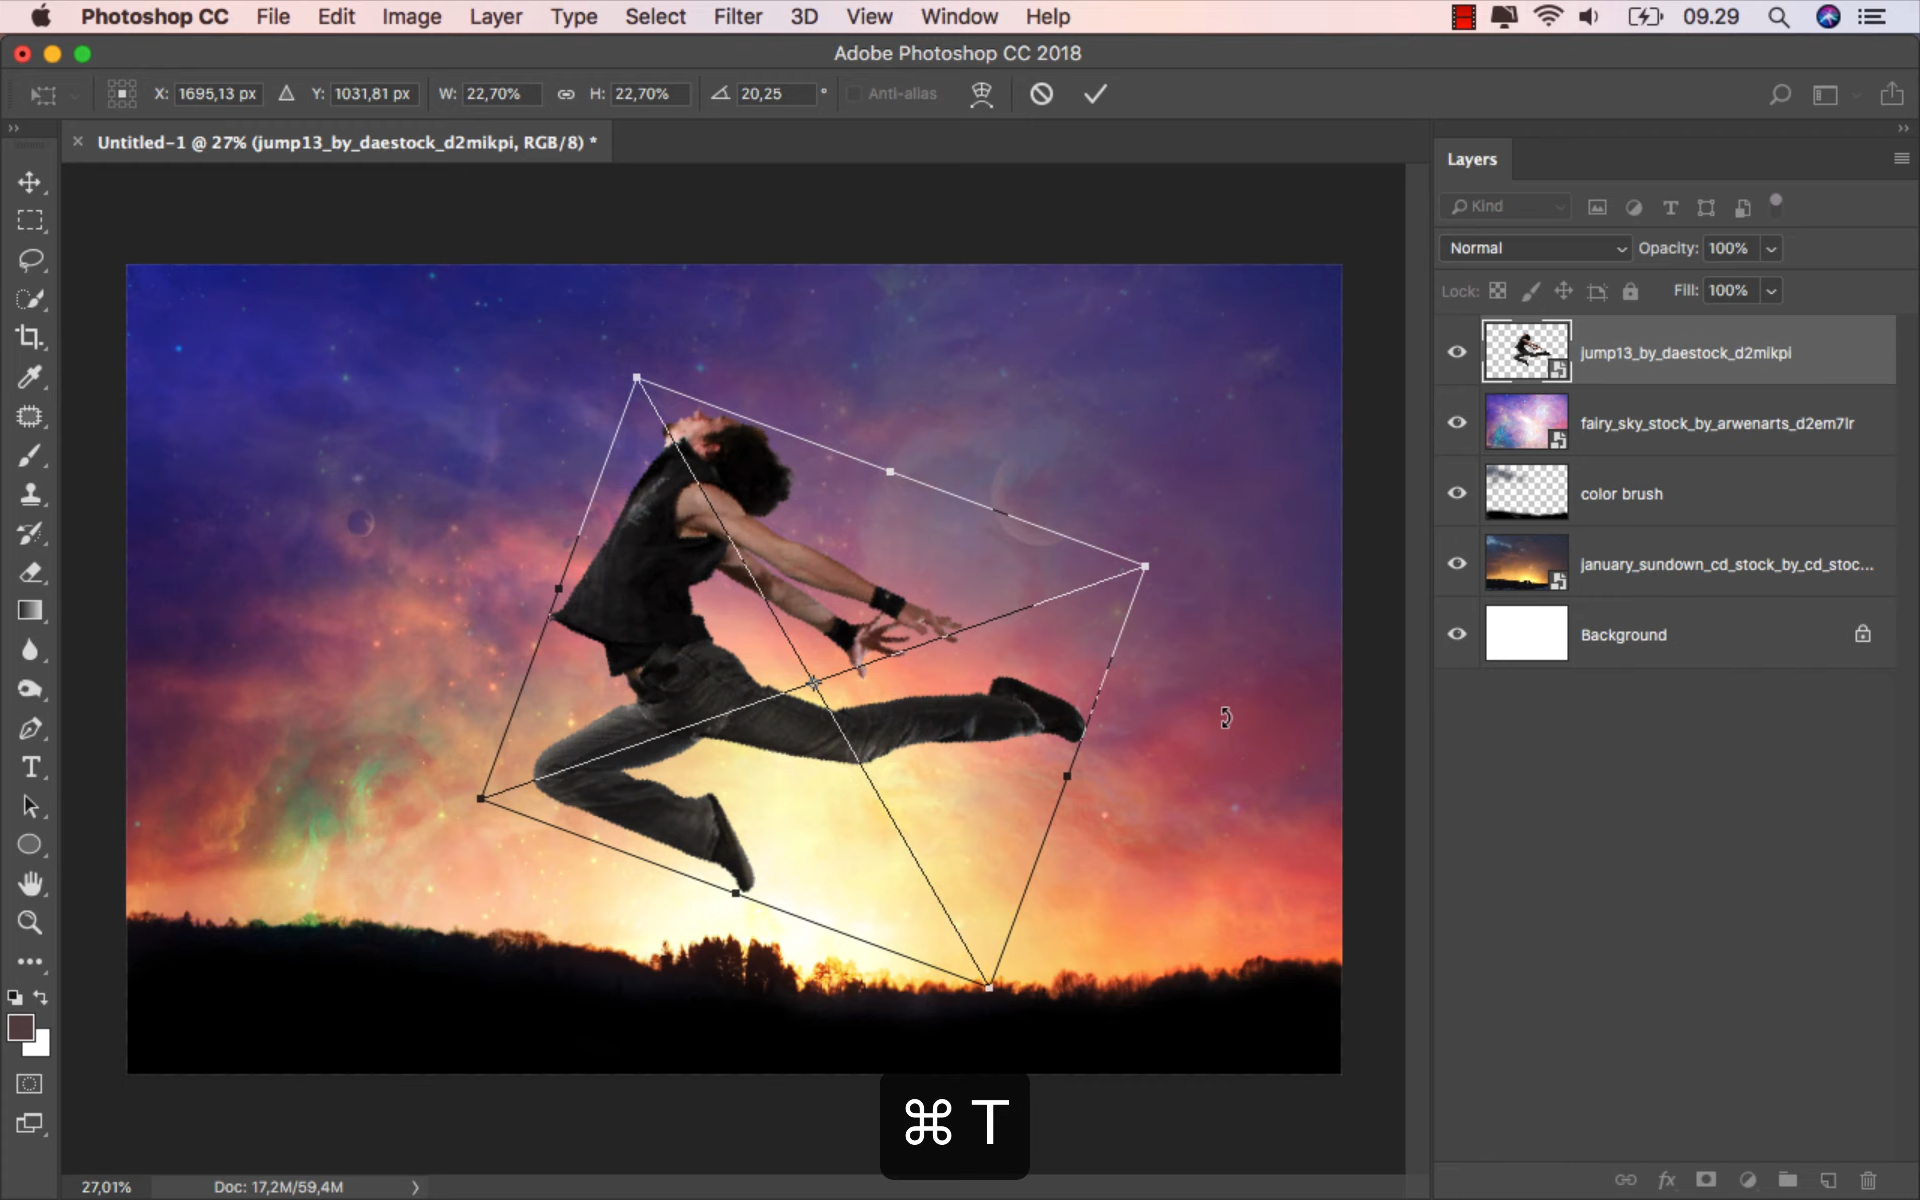 Photoshop CC File Edit Image Layer Type Select Filter 3D View Window Help 09.29
Adobe Photoshop CC 2018
X: 1695,13 px Y: 1031,81 px W: 22,70% H: 22,70% 20,25 ° Anti-alias
Untitled-1 @ 27% (jump13_by_daestock_d2mikpi, RGB/8) *
Layers
Kind
Normal Opacity: 100%
Lock: Fill: 100%
jump13_by_daestock_d2mikpi
fairy_sky_stock_by_arwenarts_d2em7lr
color brush
january_sundown_cd_stock_by_cd_stoc...
Background
⌘ T
27,01% Doc: 17,2M/59,4M